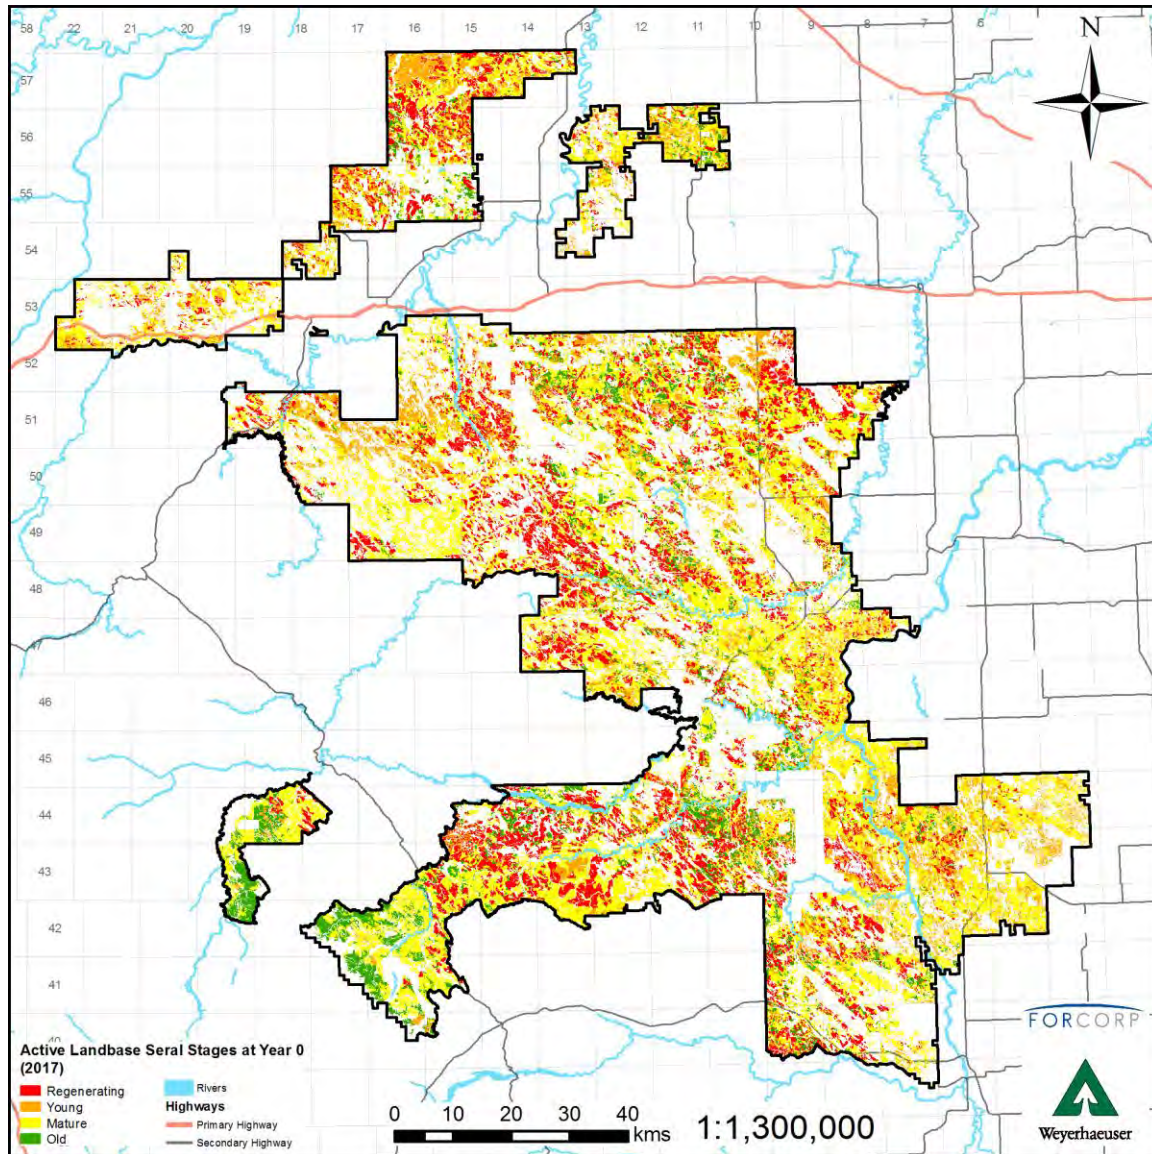 58 22 21 20 19 18 17 16 15 14 13 12 11 10 9 8 7 6
N
57
56
55
54
53
52
51
50
49
48
47
46
45
44
43
42
41
FORCORP
Active Landbase Seral Stages at Year 0
(2017)
Regenerating
Young
Mature
Old
Rivers
Highways
Primary Highway
Secondary Highway
0 10 20 30 40
kms
1:1,300,000
Weyerhaeuser